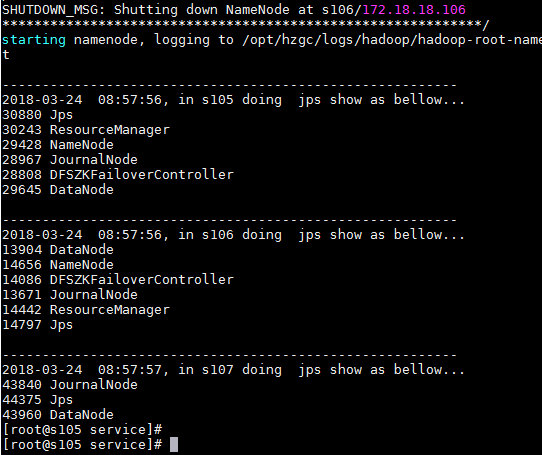 SHUTDOWN_MSG: Shutting down NameNode at s106/172.18.18.106
************************************************************/
starting namenode, logging to /opt/hzgc/logs/hadoop/hadoop-root-name
t
--------------------------------------------------------
2018-03-24  08:57:56, in s105 doing  jps show as bellow...
30880 Jps
30243 ResourceManager
29428 NameNode
28967 JournalNode
28808 DFSZKFailoverController
29645 DataNode
--------------------------------------------------------
2018-03-24  08:57:56, in s106 doing  jps show as bellow...
13904 DataNode
14656 NameNode
14086 DFSZKFailoverController
13671 JournalNode
14442 ResourceManager
14797 Jps
--------------------------------------------------------
2018-03-24  08:57:57, in s107 doing  jps show as bellow...
43840 JournalNode
44375 Jps
43960 DataNode
[root@s105 service]#
[root@s105 service]#